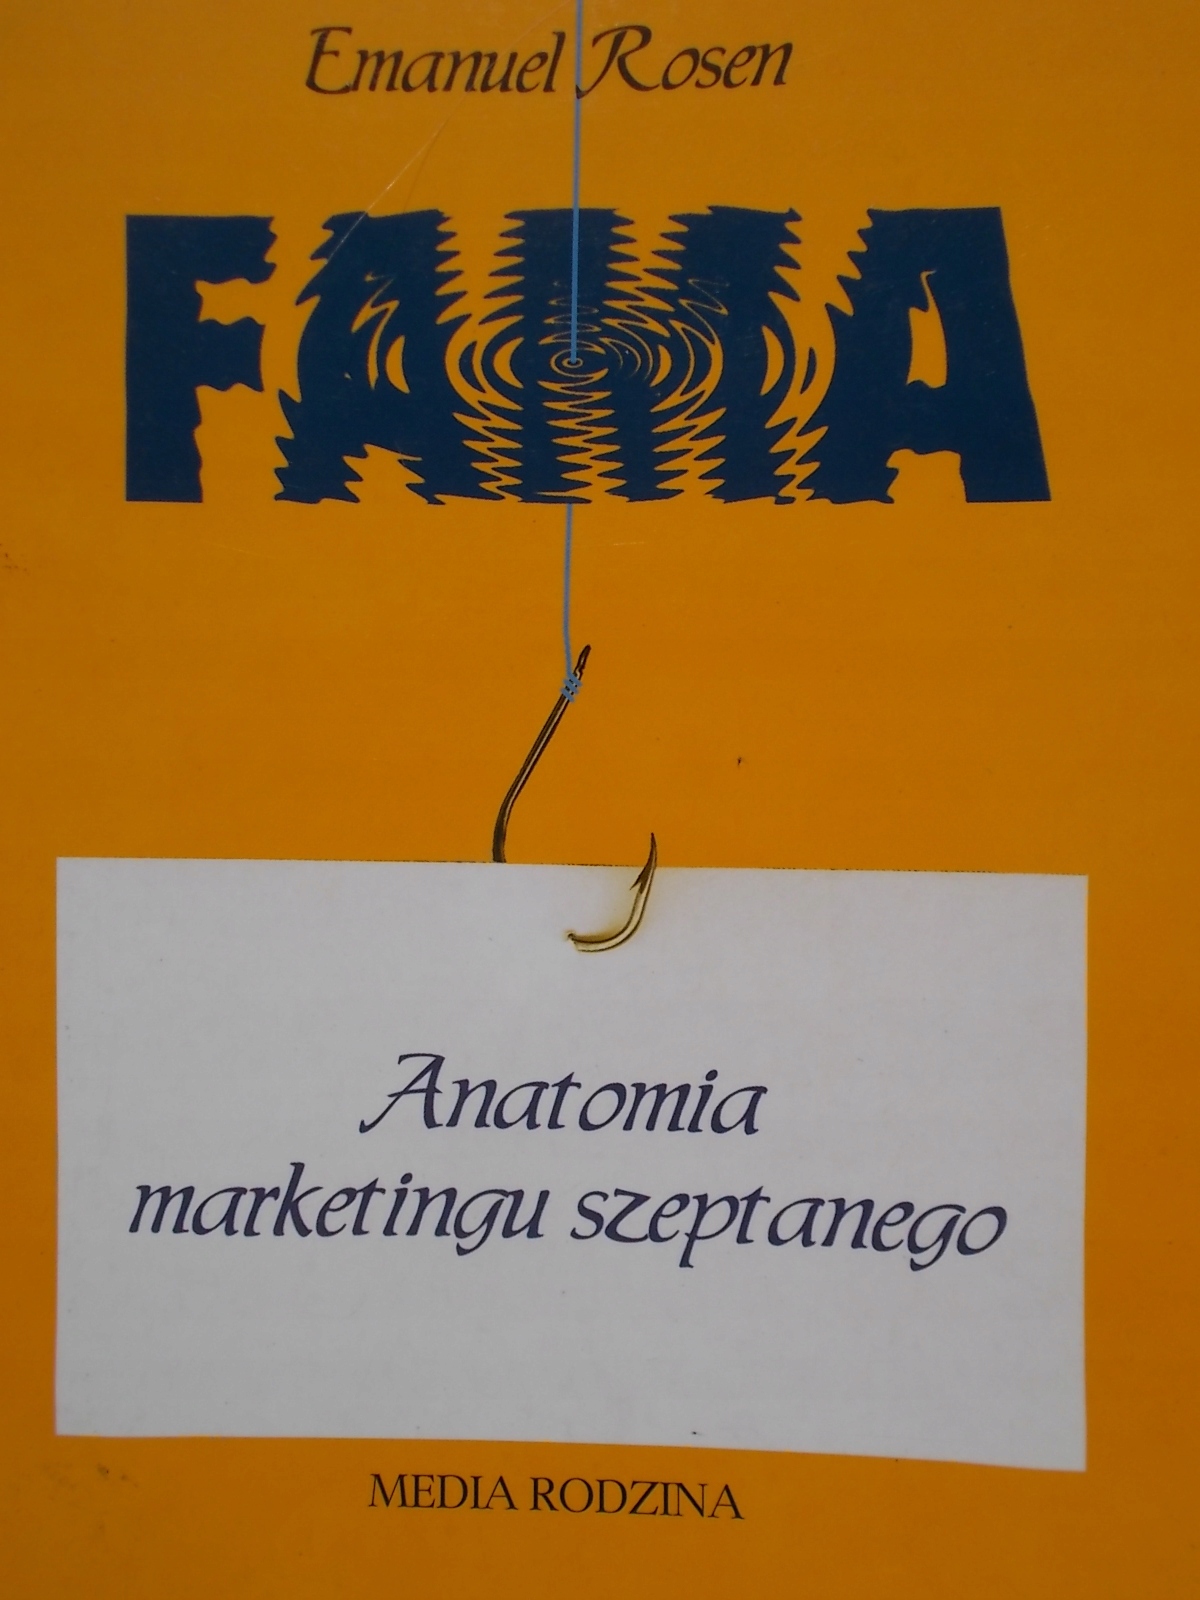 Emanuel Rosen
FAMA
Anatomia
marketingu szeptanego
MEDIA RODZINA